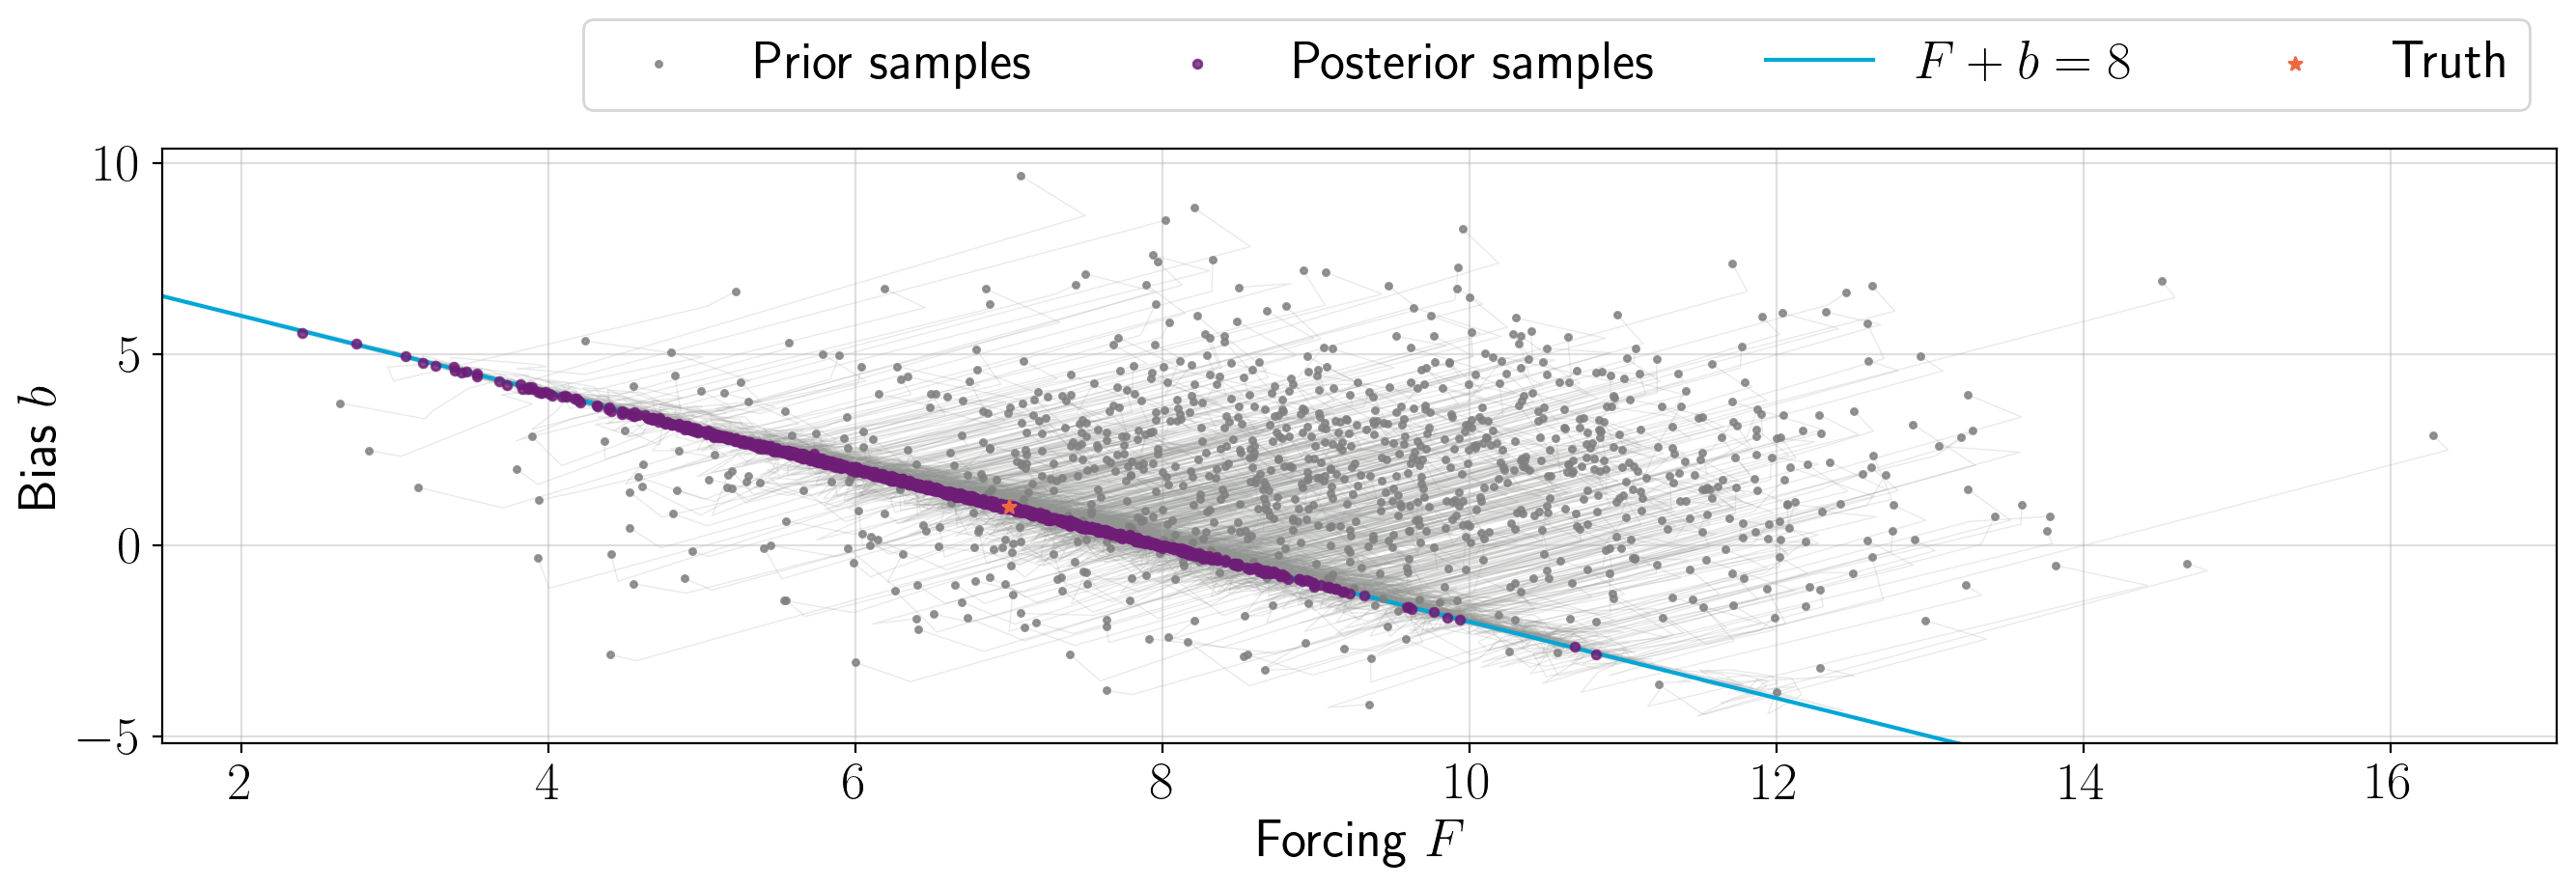 Prior samples Posterior samples F + b = 8 Truth
10
5
0
−5
Bias b
2 4 6 8 10 12 14 16
Forcing F